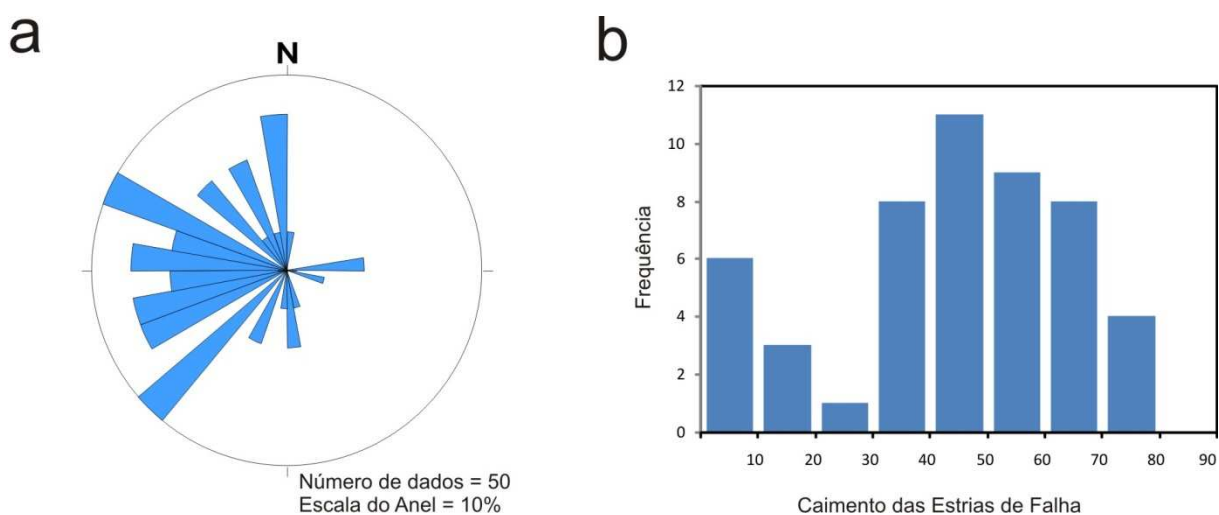 a
N
Número de dados = 50
Escala do Anel = 10%
b
Frequência
12
10
8
6
4
2
0
10 20 30 40 50 60 70 80 90
Caimento das Estrias de Falha